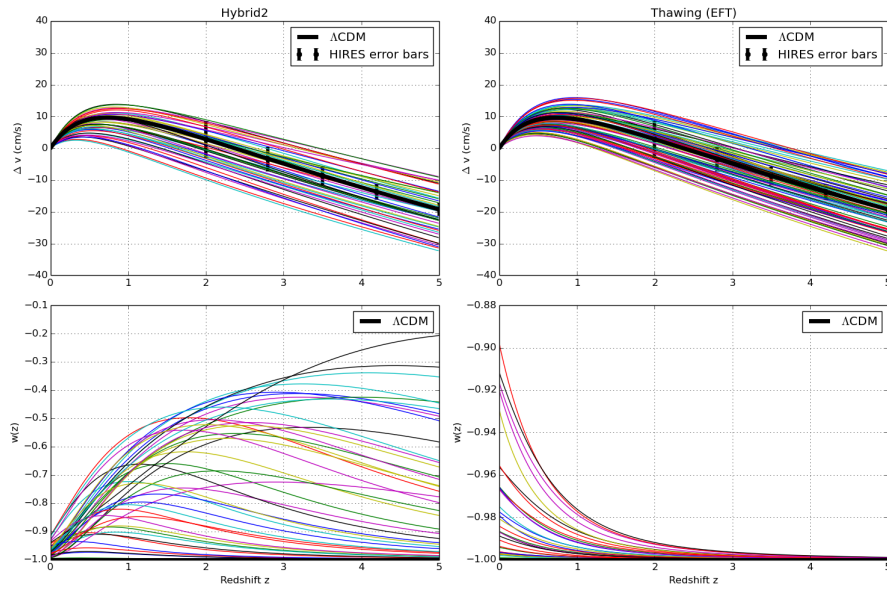 Hybrid2
Thawing (EFT)
40
30
20
10
0
−10
−20
−30
−40
Δ v (cm/s)
ΛCDM
HIRES error bars
0 1 2 3 4 5
40
30
20
10
0
−10
−20
−30
−40
Δ v (cm/s)
ΛCDM
HIRES error bars
0 1 2 3 4 5
−0.1
−0.2
−0.3
−0.4
−0.5
−0.6
−0.7
−0.8
−0.9
−1.0
w(z)
ΛCDM
0 1 2 3 4 5
Redshift z
−0.88
−0.90
−0.92
−0.94
−0.96
−0.98
−1.00
w(z)
ΛCDM
0 1 2 3 4 5
Redshift z